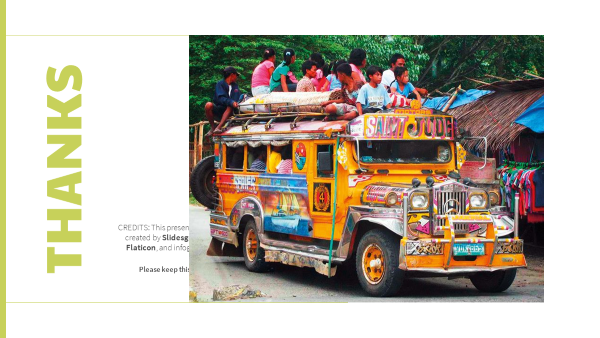 THANKS
SAINT JUDE
CREDITS: This presen
created by Slidesg
Flaticon, and infog
Please keep this